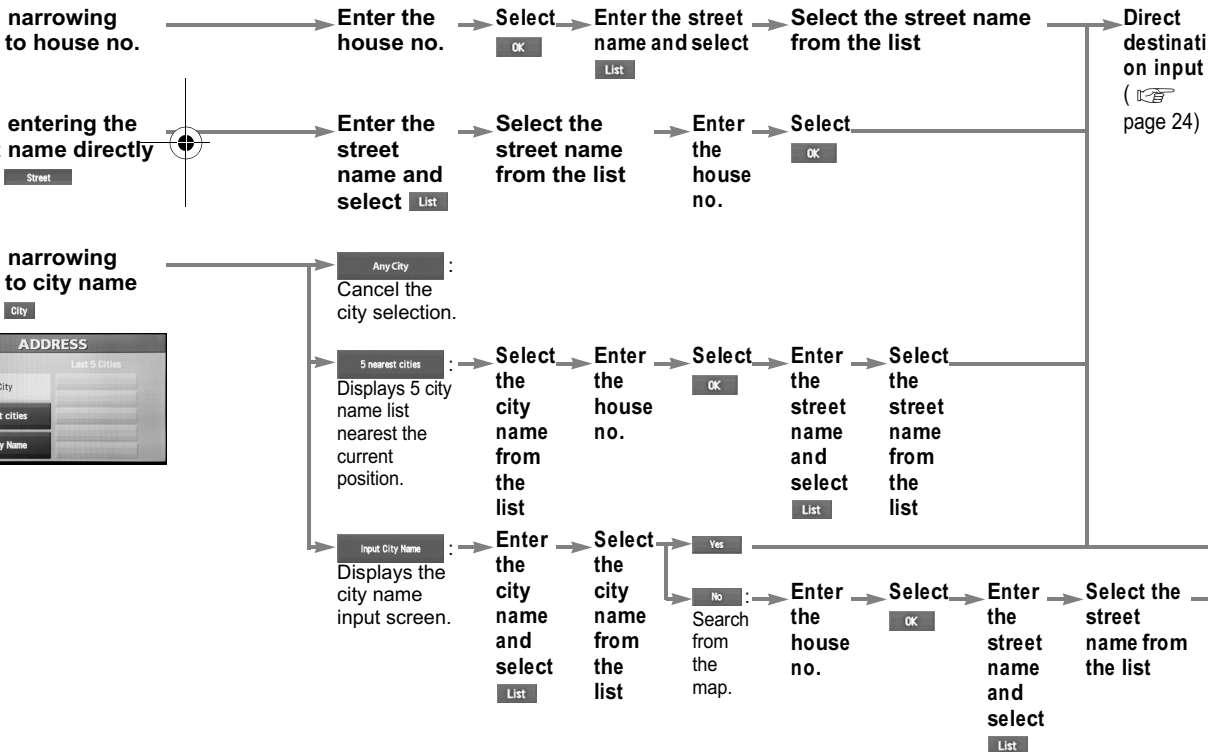 narrowing
to house no.
Enter the
house no.
Select
OK
Enter the street
name and select
List
Select the street name
from the list
Direct
destinati
on input
(☞
page 24)
entering the
name directly
Street
Enter the
street
name and
select List
Select the
street name
from the list
Enter
the
house
no.
Select
OK
narrowing
to city name
City
ADDRESS
Last 5 Cities
City
t cities
y Name
Any City :
Cancel the
city selection.
5 nearest cities :
Displays 5 city
name list
nearest the
current
position.
Select
the
city
name
from
the
list
Enter
the
house
no.
Select
OK
Enter
the
street
name
and
select
List
Select
the
street
name
from
the
list
Input City Name :
Displays the
city name
input screen.
Enter
the
city
name
and
select
List
Select
the
city
name
from
the
list
Yes
No :
Search
from
the
map.
Enter
the
house
no.
Select
OK
Enter
the
street
name
and
select
List
Select the
street
name from
the list